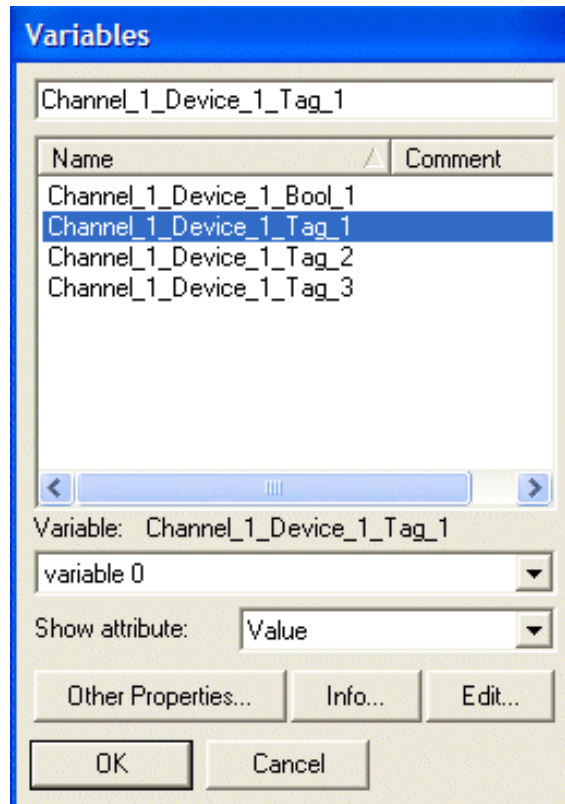 Variables
Channel_1_Device_1_Tag_1
Name Comment
Channel_1_Device_1_Bool_1
Channel_1_Device_1_Tag_1
Channel_1_Device_1_Tag_2
Channel_1_Device_1_Tag_3
Variable: Channel_1_Device_1_Tag_1
variable 0
Show attribute: Value
Other Properties... Info... Edit...
OK Cancel